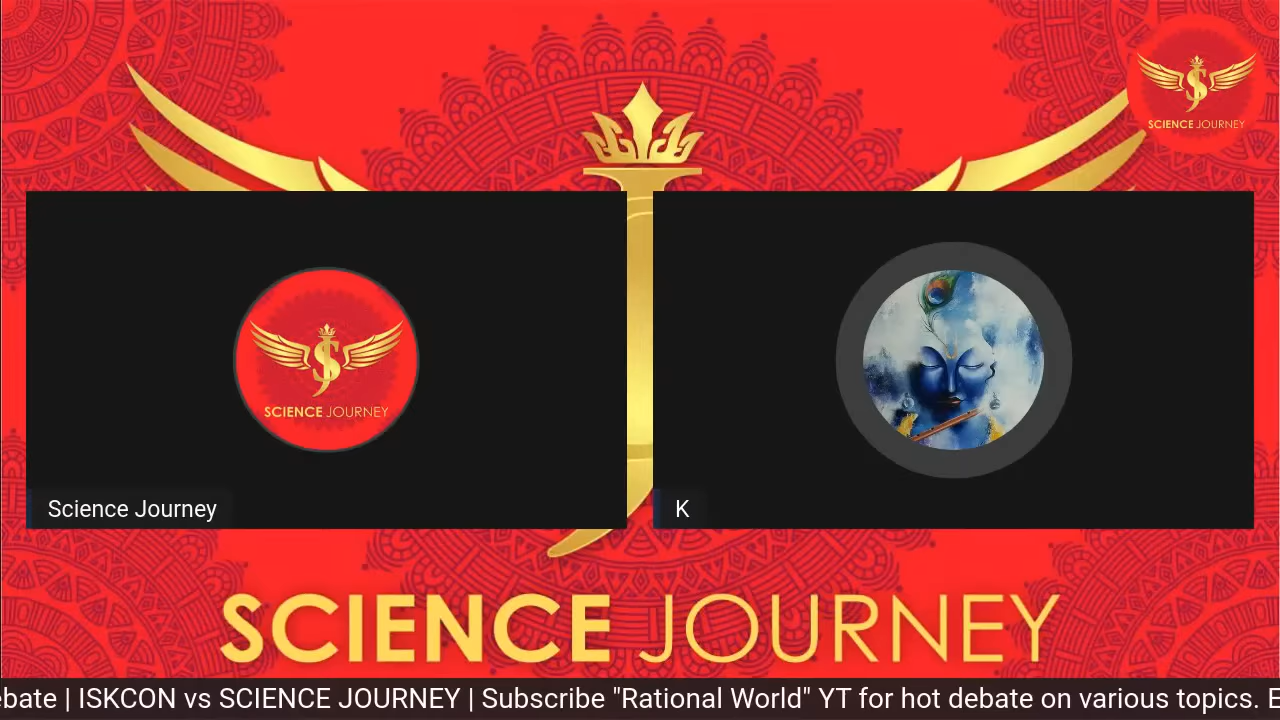 SCIENCE JOURNEY
SCIENCE JOURNEY
Science Journey
K
SCIENCE JOURNEY
ebate | ISKCON vs SCIENCE JOURNEY | Subscribe "Rational World" YT for hot debate on various topics. E